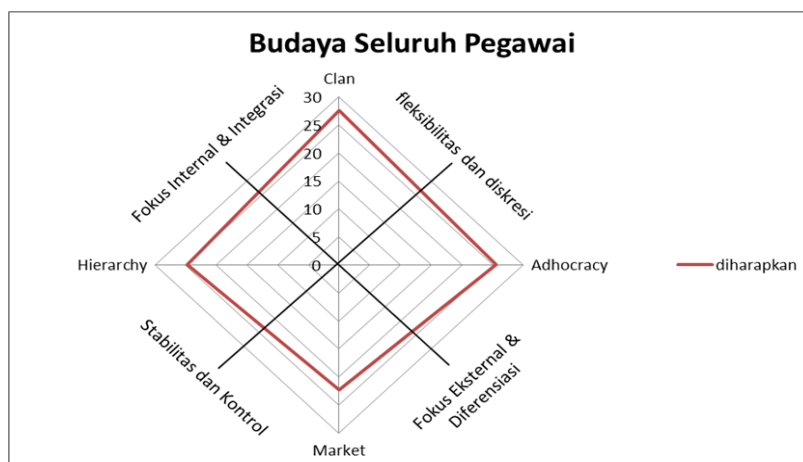 Budaya Seluruh Pegawai
Clan
30
25
20
15
10
5
0
Fokus Internal & Integrasi
fleksibilitas dan diskresi
Hierarchy
Adhocracy
diharapkan
Stabilitas dan Kontrol
Fokus Eksternal &
Diferensiasi
Market